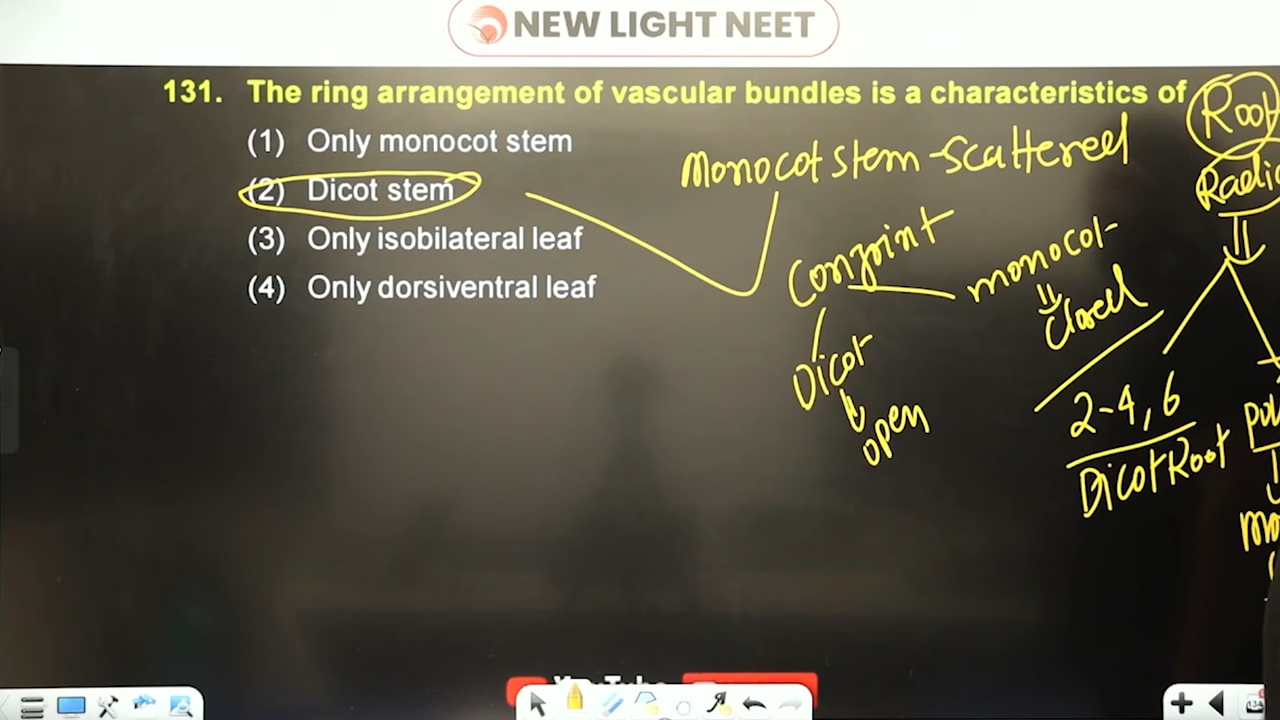 NEW LIGHT NEET
131. The ring arrangement of vascular bundles is a characteristics of
(1) Only monocot stem
(2) Dicot stem
(3) Only isobilateral leaf
(4) Only dorsiventral leaf
Monocot stem - Scattered
Conjoint
monocot-
Closed
Dicot
open
Root
2-4, 6
Dicot Root